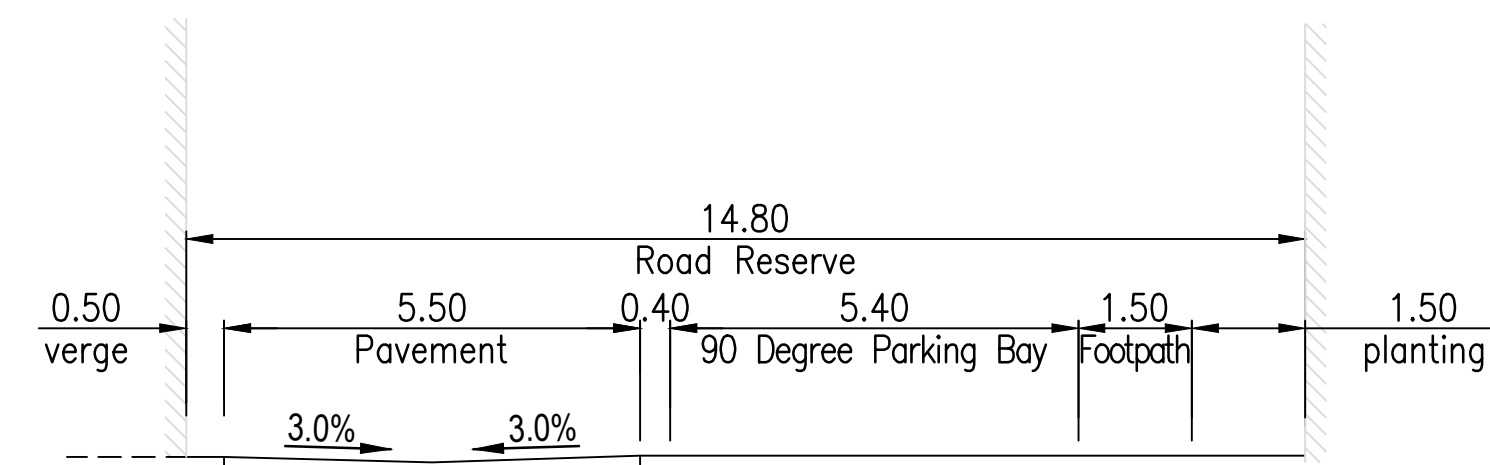 14.80
Road Reserve
0.50 5.50 0.40 5.40 1.50 1.50
verge Pavement 90 Degree Parking Bay Footpath planting
3.0% 3.0%